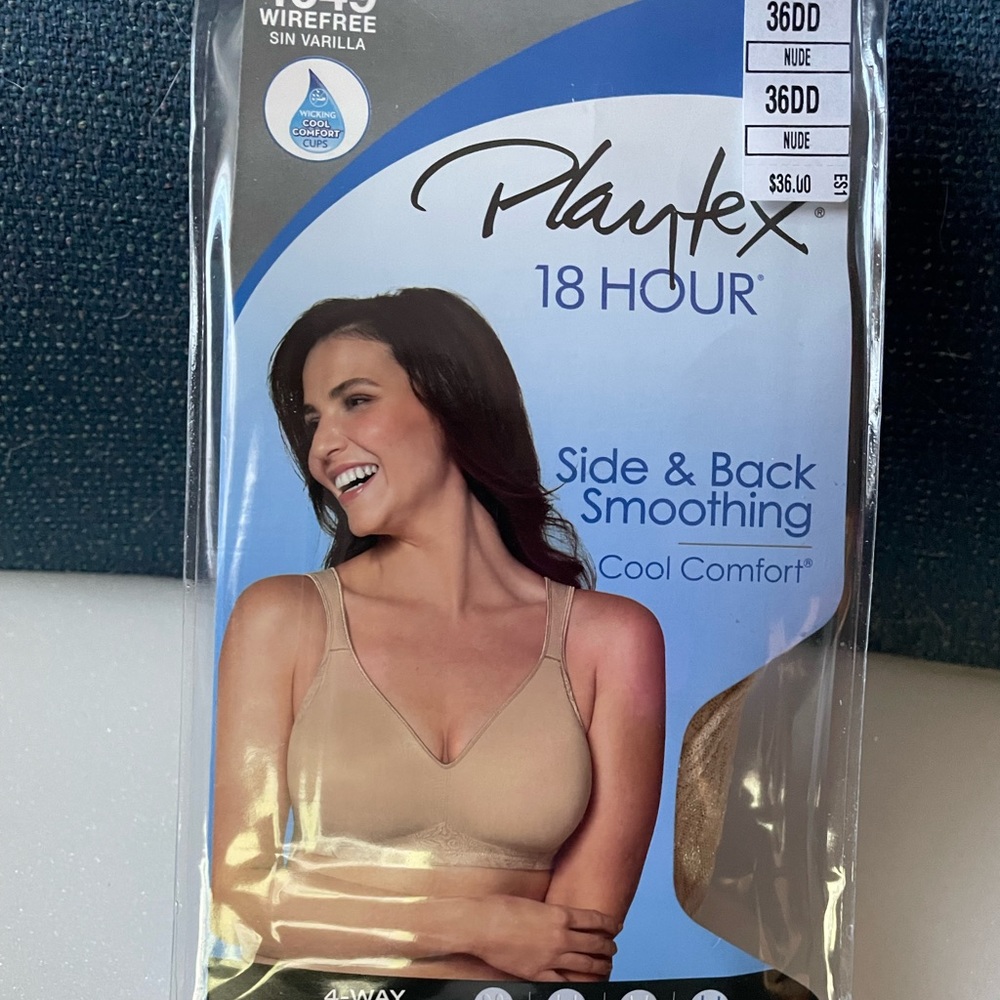 WIREFREE
SIN VARILLA
WICKING
COOL
COMFORT
CUPS
36DD
NUDE
36DD
NUDE
$36.00
ES1
Playtex®
18 HOUR®
Side & Back
Smoothing
Cool Comfort®
4-WAY